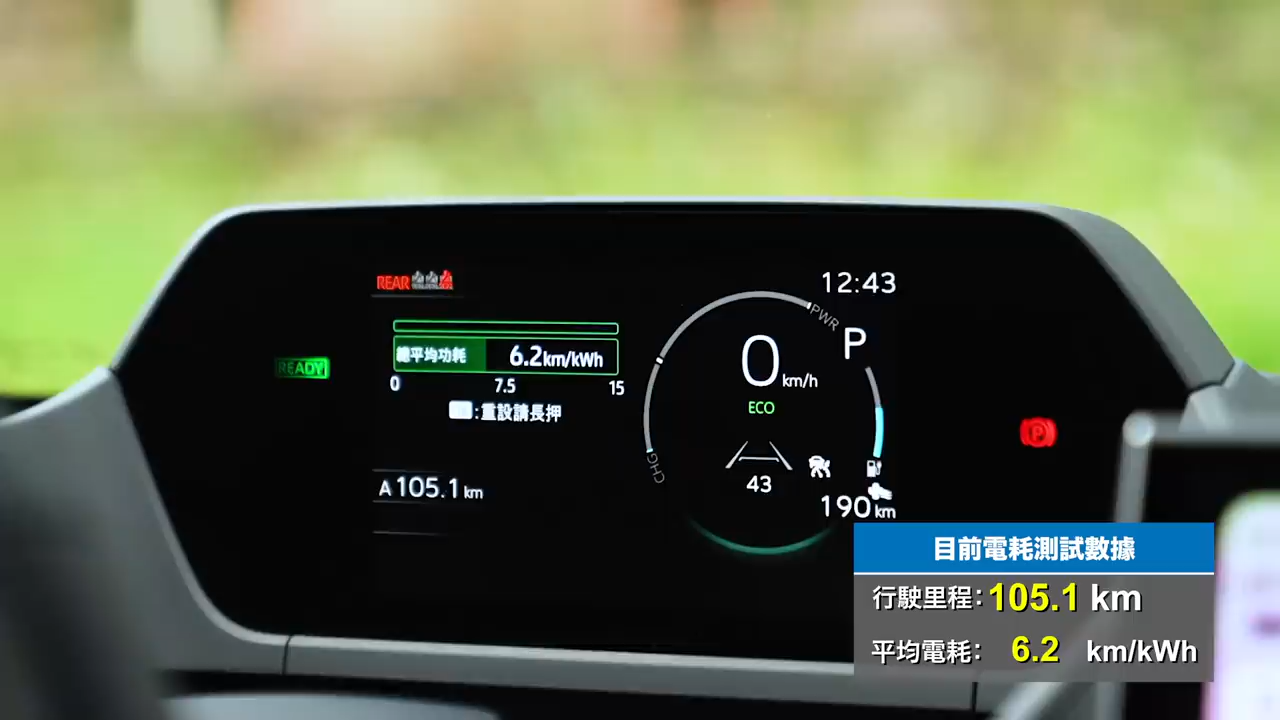 REAR
12:43
PWR
P
READY
總平均功耗 6.2km/kWh
0 7.5 15
:重設請長押
0 km/h
ECO
CHG
43
A 105.1 km
190 km
目前電耗測試數據
行駛里程: 105.1 km
平均電耗: 6.2 km/kWh